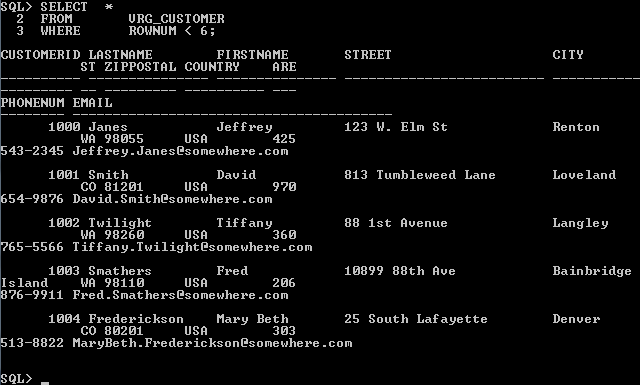 SQL> SELECT  *
  2  FROM       VRG_CUSTOMER
  3  WHERE      ROWNUM < 6;
CUSTOMERID LASTNAME        FIRSTNAME       STREET                    CITY
          ST ZIPPOSTAL COUNTRY    ARE
---------- --------------- --------------- ------------------------- ----------
---------- -- --------- ---------- ---
PHONENUM EMAIL
-------- ----------------------------------------
      1000 Janes           Jeffrey         123 W. Elm St             Renton
          WA 98055     USA        425
543-2345 Jeffrey.Janes@somewhere.com
      1001 Smith           David           813 Tumbleweed Lane       Loveland
          CO 81201     USA        970
654-9876 David.Smith@somewhere.com
      1002 Twilight        Tiffany         88 1st Avenue             Langley
          WA 98260     USA        360
765-5566 Tiffany.Twilight@somewhere.com
      1003 Smathers        Fred            10899 88th Ave            Bainbridge
Island    WA 98110     USA        206
876-9911 Fred.Smathers@somewhere.com
      1004 Frederickson    Mary Beth       25 South Lafayette        Denver
          CO 80201     USA        303
513-8822 MaryBeth.Frederickson@somewhere.com
SQL> _